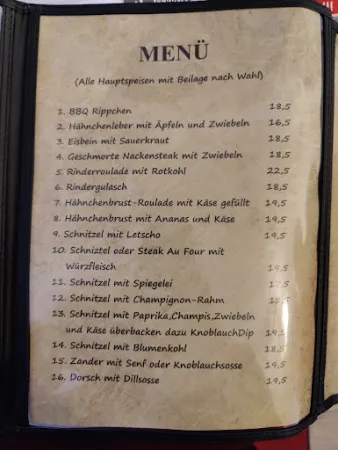 MENÜ
(Alle Hauptspeisen mit Beilage nach Wahl)
1. BBQ Rippchen 18,5
2. Hähnchenleber mit Äpfeln und Zwiebeln 16,5
3. Eisbein mit Sauerkraut 18,5
4. Geschmorte Nackensteak mit Zwiebeln 18,5
5. Rinderroulade mit Rotkohl 22,5
6. Rindergulasch 18,5
7. Hähnchenbrust-Roulade mit Käse gefüllt 19,5
8. Hähnchenbrust mit Ananas und Käse 19,5
9. Schnitzel mit Letscho 19,5
10. Schniztel oder Steak Au Four mit
Würzfleisch 19,5
11. Schnitzel mit Spiegelei 17,5
12. Schnitzel mit Champignon-Rahm 18,5
13. Schnitzel mit Paprika,Champis,Zwiebeln
und Käse überbacken dazu KnoblauchDip 19,5
14. Schnitzel mit Blumenkohl 18,5
15. Zander mit Senf oder Knoblauchsosse 19,5
16. Dorsch mit Dillsosse 19,5